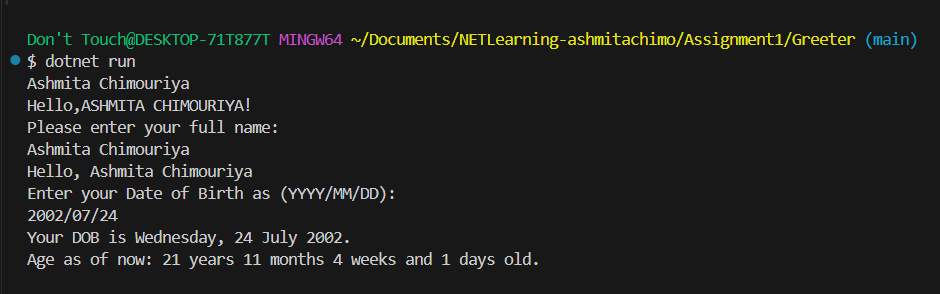 Don't Touch@DESKTOP-71T877T MINGW64 ~/Documents/NETLearning-ashmitachimo/Assignment1/Greeter (main)
$ dotnet run
Ashmita Chimouriya
Hello,ASHMITA CHIMOURIYA!
Please enter your full name:
Ashmita Chimouriya
Hello, Ashmita Chimouriya
Enter your Date of Birth as (YYYY/MM/DD):
2002/07/24
Your DOB is Wednesday, 24 July 2002.
Age as of now: 21 years 11 months 4 weeks and 1 days old.